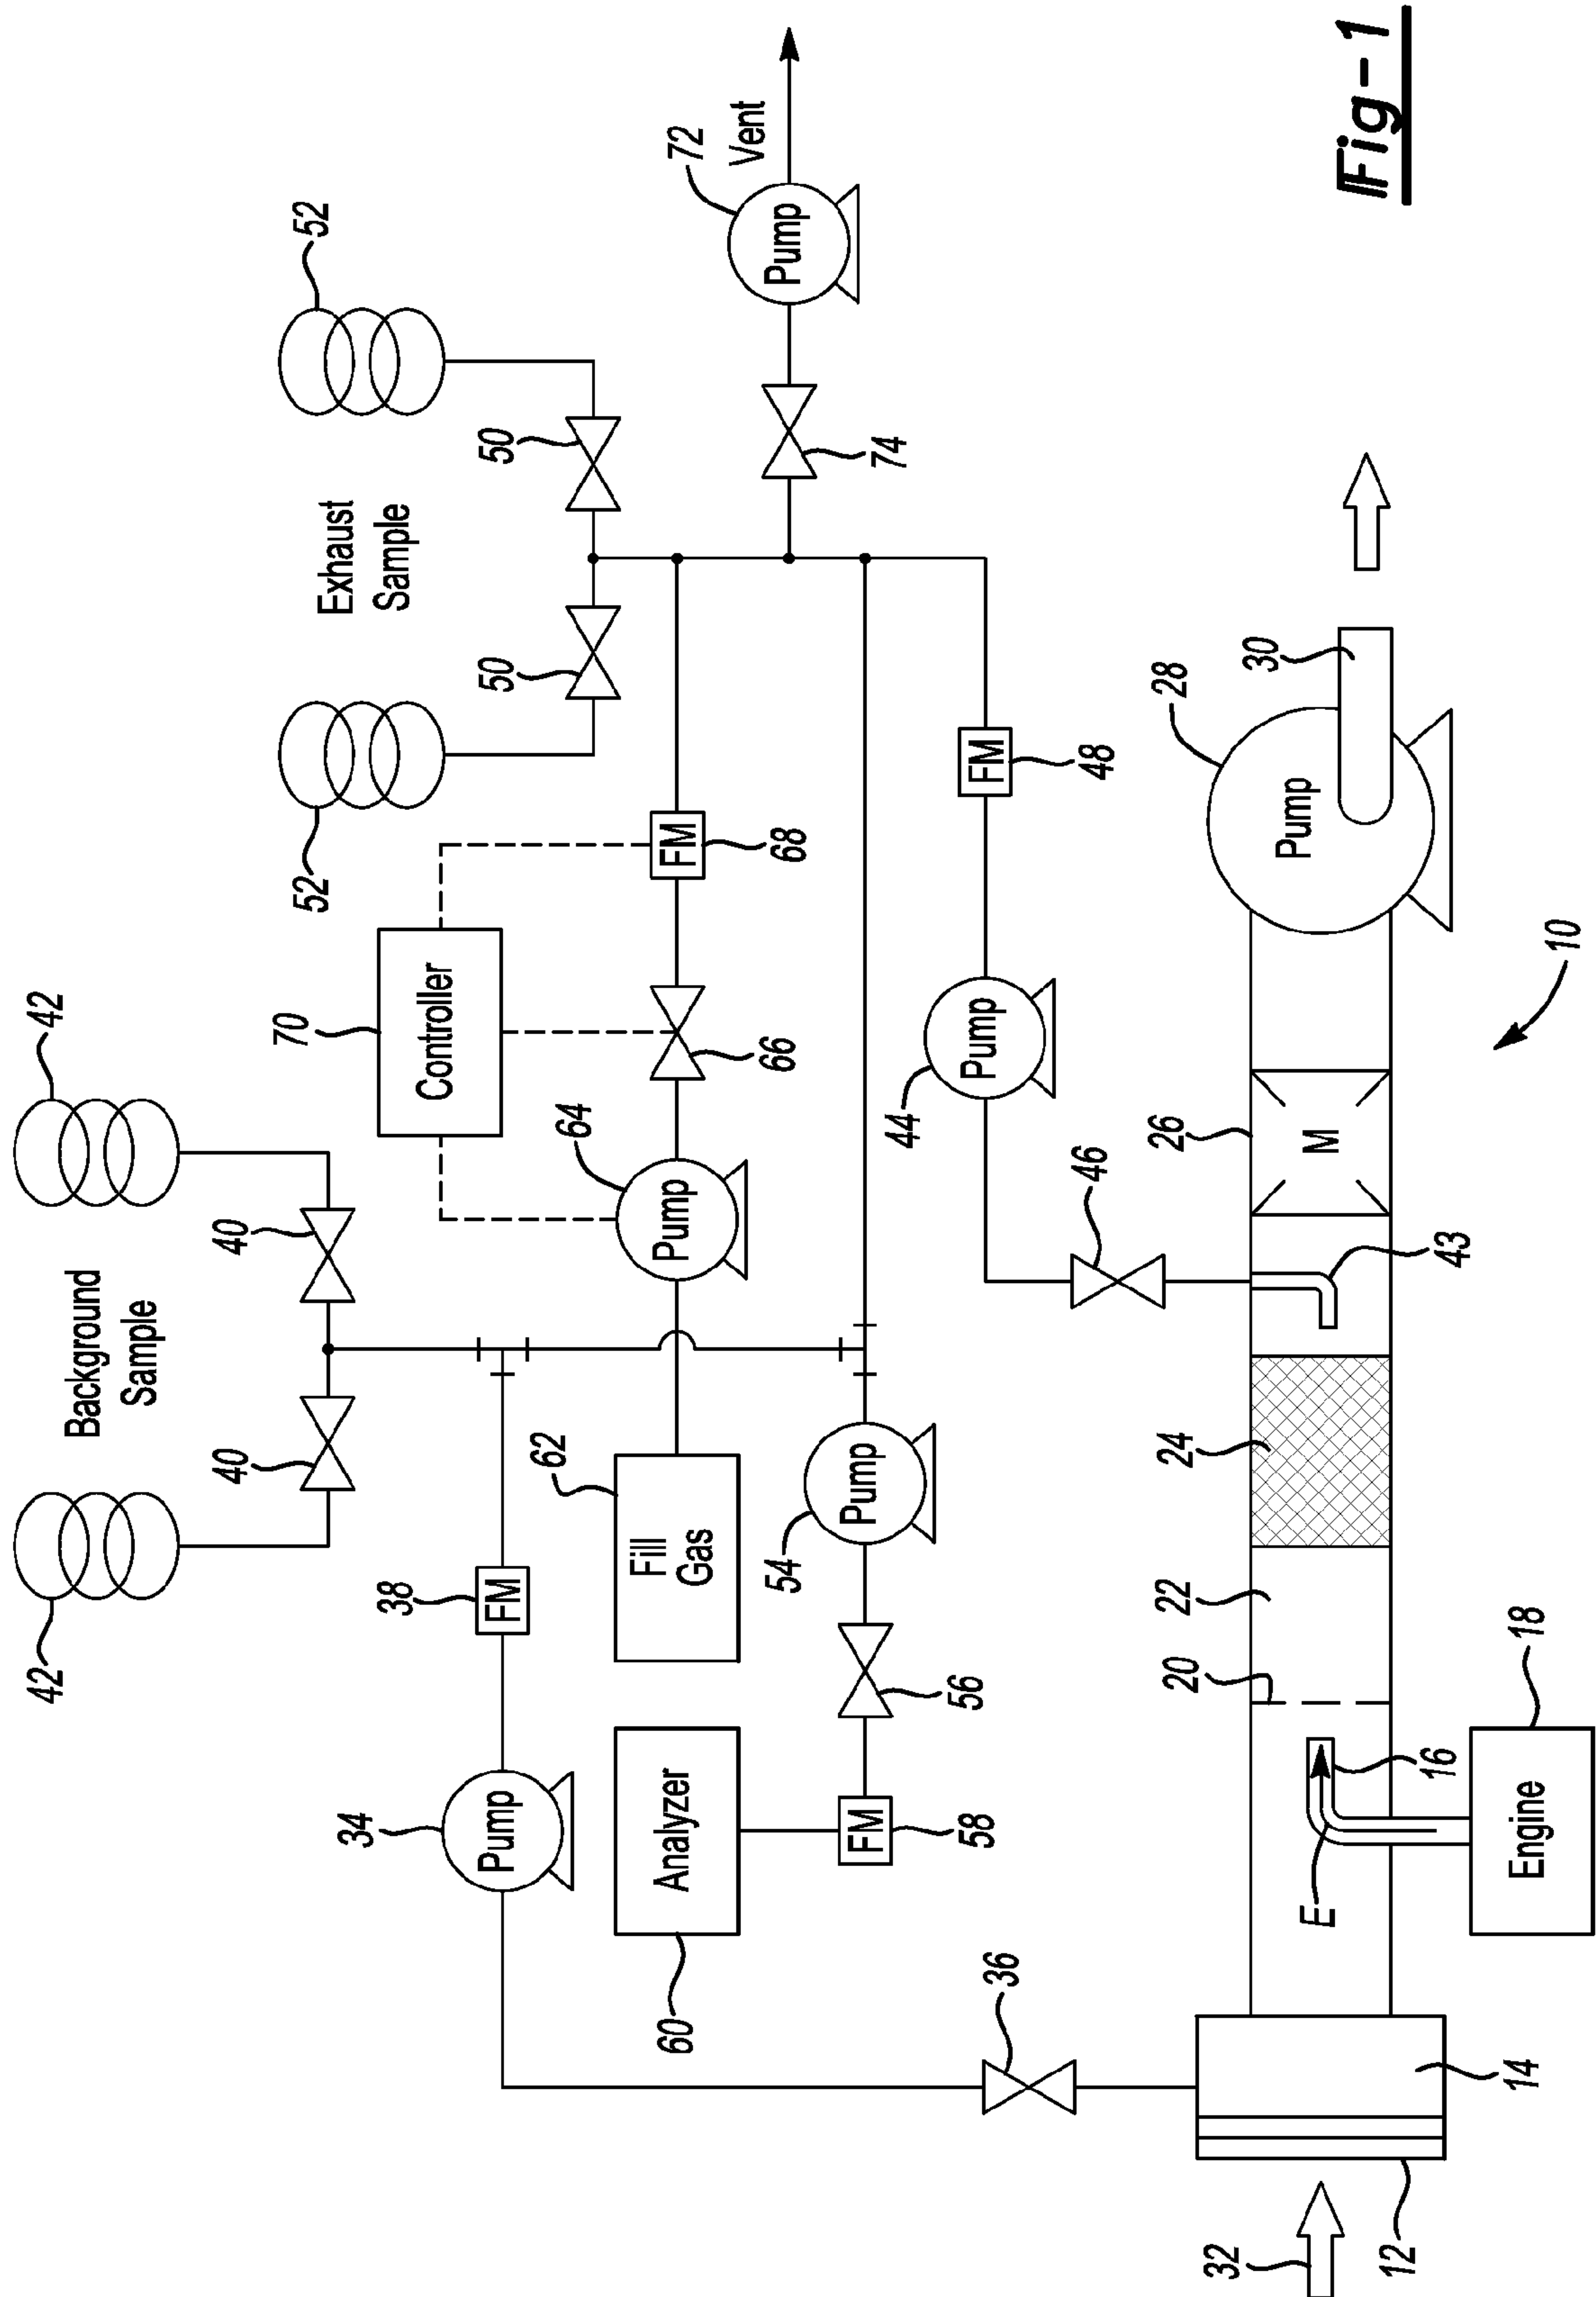 42
42
Background
Sample
40
40
52
52
Exhaust
Sample
50
50
70
Controller
38
FM
34
Pump
62
Fill
Gas
64
Pump
66
FM
68
72
Pump
Vent
74
60
Analyzer
54
Pump
56
FM
58
44
Pump
FM
48
36
46
32
12
14
E
16
18
Engine
20
22
24
43
26
M
28
Pump
30
10
Fig-1